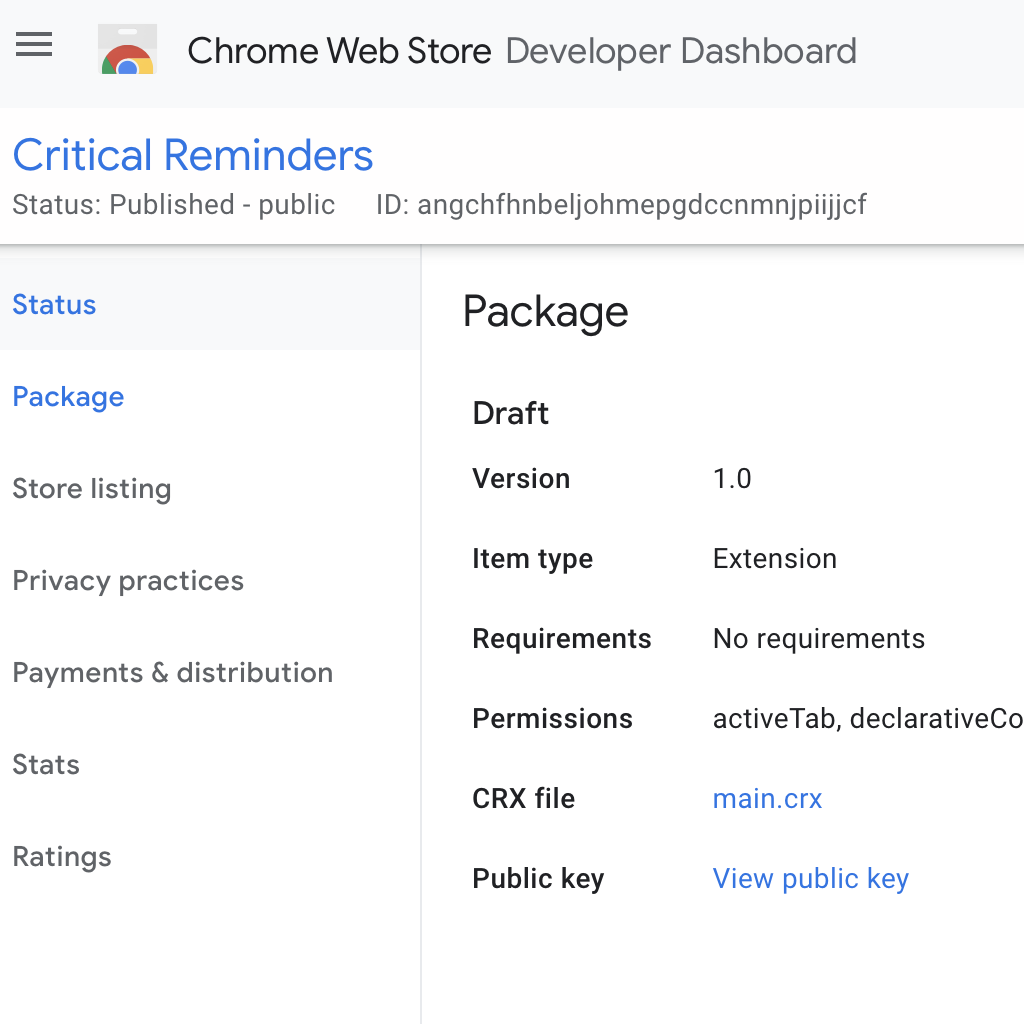 Chrome Web Store Developer Dashboard
Critical Reminders
Status: Published - public ID: angchfhnbeljohmepgdccnmnjpiijjcf
Status
Package
Store listing
Privacy practices
Payments & distribution
Stats
Ratings
Package
Draft
Version 1.0
Item type Extension
Requirements No requirements
Permissions activeTab, declarativeCo
CRX file main.crx
Public key View public key